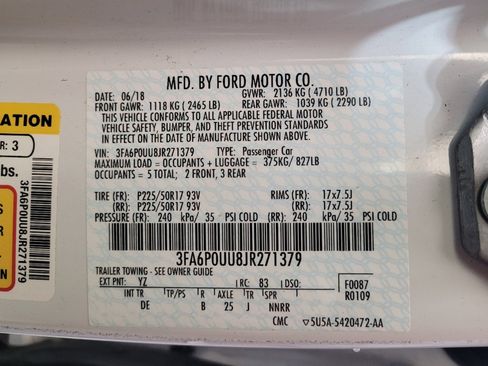 MFD. BY FORD MOTOR CO.
DATE: 06/18 GVWR: 2136 KG ( 4710 LB)
FRONT GAWR: 1118 KG ( 2465 LB) REAR GAWR: 1039 KG ( 2290 LB)
THIS VEHICLE CONFORMS TO ALL APPLICABLE FEDERAL MOTOR
VEHICLE SAFETY, BUMPER, AND THEFT PREVENTION STANDARDS
IN EFFECT ON THE DATE OF MANUFACTURE SHOWN ABOVE.
VIN: 3FA6P0UU8JR271379 TYPE: Passenger Car
MAXIMUM LOAD = OCCUPANTS + LUGGAGE = 375KG/ 827LB
OCCUPANTS = 5 TOTAL; 2 FRONT, 3 REAR
TIRE (FR): P225/50R17 93V RIMS (FR): 17x7.5J
(RR): P225/50R17 93V (RR): 17x7.5J
PRESSURE (FR): 240 kPa/ 35 PSI COLD (RR): 240 kPa/ 35 PSI COLD
3FA6P0UU8JR271379
TRAILER TOWING - SEE OWNER GUIDE
EXT PNT: YZ RC: 83 DSO: F0087
INT TR TP/PS R AXLE TR SPR R0109
DE B 25 J NNRR
CMC 5U5A-5420472-AA
ATION
R: 3
lbs.
3FA6P0UU8JR271379